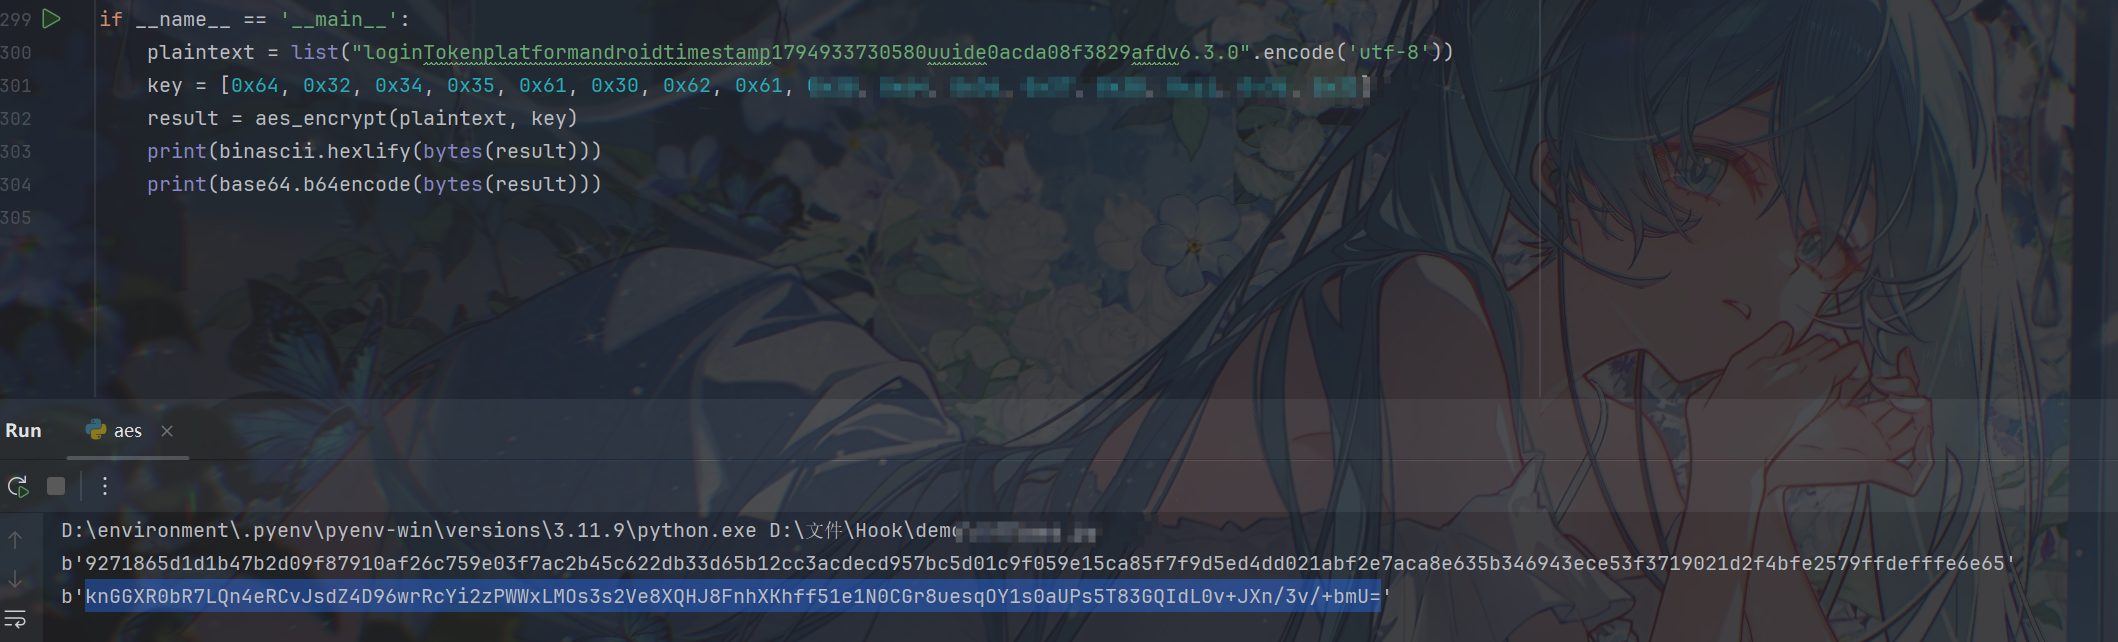 299 if __name__ == '__main__':
300 plaintext = list("loginTokenplatformandroidtimestamp1794933730580uuide0acda08f3829afdv6.3.0".encode('utf-8'))
301 key = [0x64, 0x32, 0x34, 0x35, 0x61, 0x30, 0x62, 0x61,
302 result = aes_encrypt(plaintext, key)
303 print(binascii.hexlify(bytes(result)))
304 print(base64.b64encode(bytes(result)))
305
Run aes
D:\environment\.pyenv\pyenv-win\versions\3.11.9\python.exe D:\文件\Hook\demo
b'9271865d1d1b47b2d09f87910af26c759e03f7ac2b45c622db33d65b12cc3acdecd957bc5d01c9f059e15ca85f7f9d5ed4dd021abf2e7aca8e635b346943ece53f3719021d2f4bfe2579ffdefffe6e65'
b'knGGXR0bR7LQn4eRCvJsdZ4D96wrRcYi2zPWWxLMOs3s2Ve8XQHJ8FnhXKhff51e1N0CGr8uesqOY1s0aUPs5T83GQIdL0v+JXn/3v/+bmU='